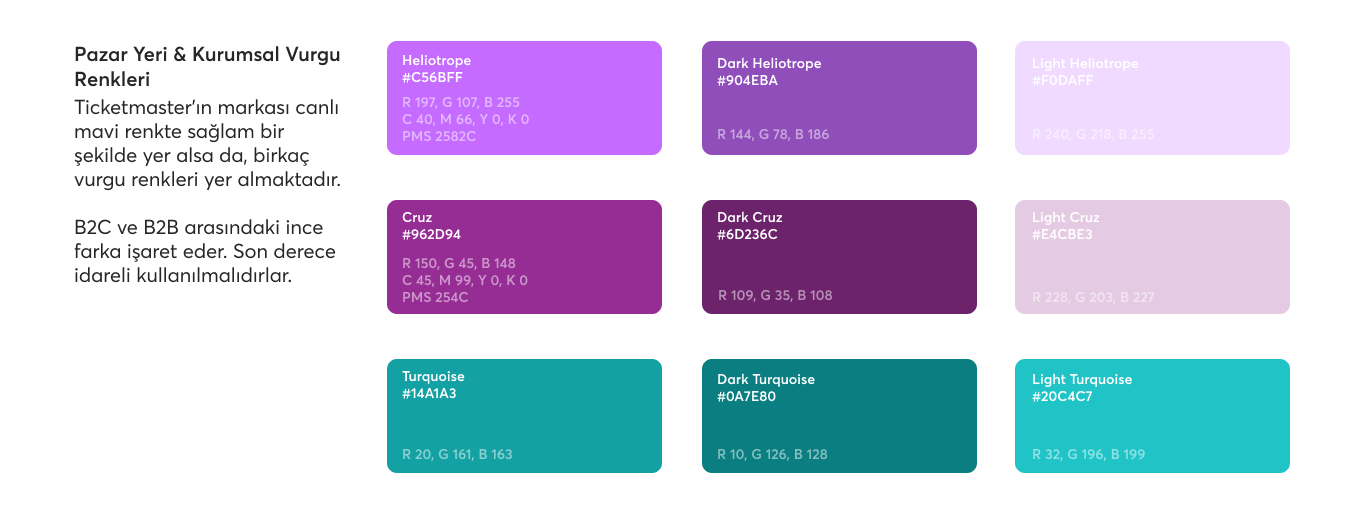 Pazar Yeri & Kurumsal Vurgu
Renkleri
Ticketmaster'ın markası canlı
mavi renkte sağlam bir
şekilde yer alsa da, birkaç
vurgu renkleri yer almaktadır.
B2C ve B2B arasındaki ince
farka işaret eder. Son derece
idareli kullanılmalıdırlar.
Heliotrope
#C56BFF
R 197, G 107, B 255
C 40, M 66, Y 0, K 0
PMS 2582C
Dark Heliotrope
#904EBA
R 144, G 78, B 186
Light Heliotrope
#F0DAFF
R 240, G 218, B 255
Cruz
#962D94
R 150, G 45, B 148
C 45, M 99, Y 0, K 0
PMS 254C
Dark Cruz
#6D236C
R 109, G 35, B 108
Light Cruz
#E4CBE3
R 228, G 203, B 227
Turquoise
#14A1A3
R 20, G 161, B 163
Dark Turquoise
#0A7E80
R 10, G 126, B 128
Light Turquoise
#20C4C7
R 32, G 196, B 199